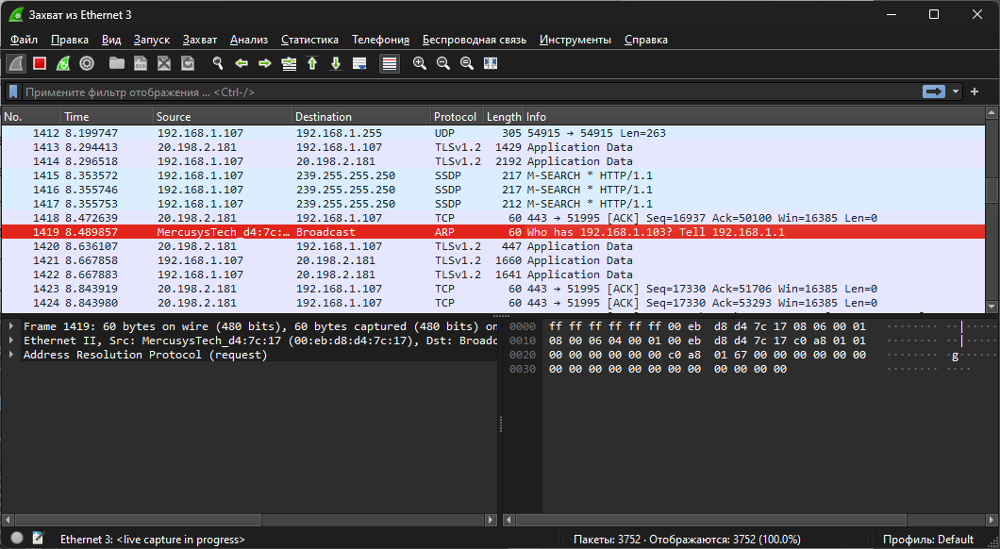 Захват из Ethernet 3
Файл Правка Вид Запуск Захват Анализ Статистика Телефония Беспроводная связь Инструменты Справка
Примените фильтр отображения ... <Ctrl-/>
No. Time Source Destination Protocol Length Info
1412 8.199747 192.168.1.107 192.168.1.255 UDP 305 54915 → 54915 Len=263
1413 8.294413 20.198.2.181 192.168.1.107 TLSv1.2 1429 Application Data
1414 8.296518 192.168.1.107 20.198.2.181 TLSv1.2 2192 Application Data
1415 8.353572 192.168.1.107 239.255.255.250 SSDP 217 M-SEARCH * HTTP/1.1
1416 8.355746 192.168.1.107 239.255.255.250 SSDP 217 M-SEARCH * HTTP/1.1
1417 8.355753 192.168.1.107 239.255.255.250 SSDP 212 M-SEARCH * HTTP/1.1
1418 8.472639 20.198.2.181 192.168.1.107 TCP 60 443 → 51995 [ACK] Seq=16937 Ack=50100 Win=16385 Len=0
1419 8.489857 MercusysTech_d4:7c:… Broadcast ARP 60 Who has 192.168.1.103? Tell 192.168.1.1
1420 8.636107 20.198.2.181 192.168.1.107 TLSv1.2 447 Application Data
1421 8.667858 192.168.1.107 20.198.2.181 TLSv1.2 1660 Application Data
1422 8.667883 192.168.1.107 20.198.2.181 TLSv1.2 1641 Application Data
1423 8.843919 20.198.2.181 192.168.1.107 TCP 60 443 → 51995 [ACK] Seq=17330 Ack=51706 Win=16385 Len=0
1424 8.843980 20.198.2.181 192.168.1.107 TCP 60 443 → 51995 [ACK] Seq=17330 Ack=53293 Win=16385 Len=0
Frame 1419: 60 bytes on wire (480 bits), 60 bytes captured (480 bits) on
Ethernet II, Src: MercusysTech_d4:7c:17 (00:eb:d8:d4:7c:17), Dst: Broadc
Address Resolution Protocol (request)
0000 ff ff ff ff ff ff 00 eb d8 d4 7c 17 08 06 00 01 ········ ··|·····
0010 08 00 06 04 00 01 00 eb d8 d4 7c 17 c0 a8 01 01 ········ ··|·····
0020 00 00 00 00 00 00 c0 a8 01 67 00 00 00 00 00 00 ········ ·g······
0030 00 00 00 00 00 00 00 00 00 00 00 00 ········ ····
Ethernet 3: <live capture in progress> Пакеты: 3752 · Отображаются: 3752 (100.0%) Профиль: Default